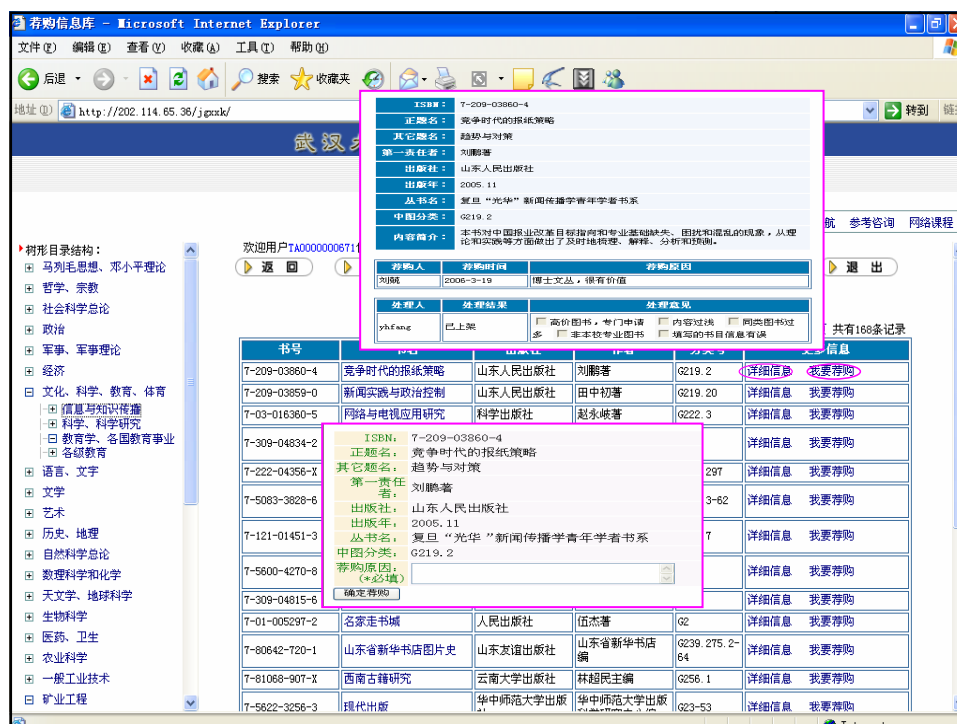 荐购信息库 - Microsoft Internet Explorer
文件(F) 编辑(E) 查看(V) 收藏(A) 工具(T) 帮助(H)
后退 搜索 收藏夹
地址(D) http://202.114.65.36/jgxxk/ 转到
武汉
航 参考咨询 网络课程
ISBN： 7-209-03860-4
正题名： 竞争时代的报纸策略
其它题名： 趋势与对策
第一责任者： 刘鹏著
出版社： 山东人民出版社
出版年： 2005.11
丛书名： 复旦“光华”新闻传播学青年学者书系
中图分类： G219.2
内容简介： 本书对中国报业改革目标指向和专业基础缺失、困扰和混乱的现象，从理
论和实践等方面做出了及时地梳理、解释、分析和预测。
荐购人 荐购时间 荐购原因
2006-3-19 博士文丛，很有价值
处理人 处理结果 处理意见
yhfang 已上架 高价图书，专门申请 内容过浅 同类图书过
多 非本校专业图书 填写的书目信息有误
树形目录结构：
马列毛思想、邓小平理论
哲学、宗教
社会科学总论
政治
军事、军事理论
经济
文化、科学、教育、体育
信息与知识传播
科学、科学研究
教育学、各国教育事业
各级教育
语言、文字
文学
艺术
历史、地理
自然科学总论
数理科学和化学
天文学、地球科学
生物科学
医药、卫生
农业科学
一般工业技术
矿业工程
欢迎用户TA0000000671
返 回 退 出
共有168条记录
书号 更多信息
7-209-03860-4 竞争时代的报纸策略 山东人民出版社 刘鹏著 G219.2 详细信息 我要荐购
7-209-03859-0 新闻实践与政治控制 山东人民出版社 田中初著 G219.20 详细信息 我要荐购
7-03-016360-5 网络与电视应用研究 科学出版社 赵永岐著 G222.3 详细信息 我要荐购
7-309-04834-2 详细信息 我要荐购
7-222-04356-X 297 详细信息 我要荐购
7-5083-3828-6 3-62 详细信息 我要荐购
7-121-01451-3 7 详细信息 我要荐购
7-5600-4270-8 详细信息 我要荐购
7-309-04815-6 详细信息 我要荐购
7-01-005297-2 名家走书城 人民出版社 伍杰著 G2 详细信息 我要荐购
7-80642-720-1 山东省新华书店图片史 山东友谊出版社 山东省新华书店
编 G239.275.2-
64 详细信息 我要荐购
7-81068-907-X 西南古籍研究 云南大学出版社 林超民主编 G256.1 详细信息 我要荐购
7-5622-3256-3 现代出版 华中师范大学出版 华中师范大学出版 G23-53 详细信息 我要荐购
ISBN： 7-209-03860-4
正题名： 竞争时代的报纸策略
其它题名： 趋势与对策
第一责任
者： 刘鹏著
出版社： 山东人民出版社
出版年： 2005.11
丛书名： 复旦“光华”新闻传播学青年学者书系
中图分类： G219.2
荐购原因：
(*必填)
确定荐购